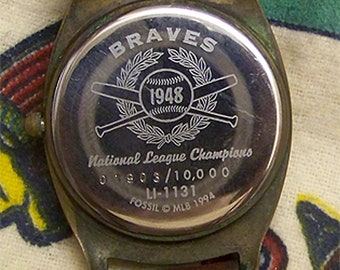 BRAVES
1948
National League Champions
01903/10,000
LI-1131
FOSSIL © MLB 1994